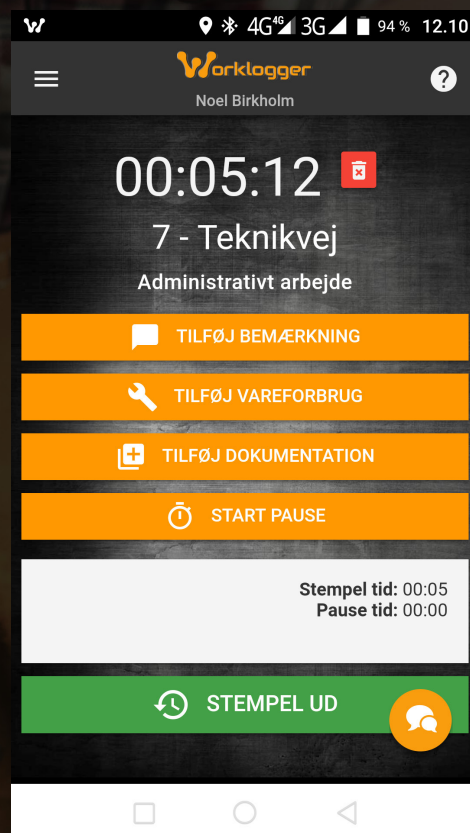 4G 4G 3G 94 % 12.10
Worklogger
Noel Birkholm
00:05:12
7 - Teknikvej
Administrativt arbejde
TILFØJ BEMÆRKNING
TILFØJ VAREFORBRUG
TILFØJ DOKUMENTATION
START PAUSE
Stempel tid: 00:05
Pause tid: 00:00
STEMPEL UD